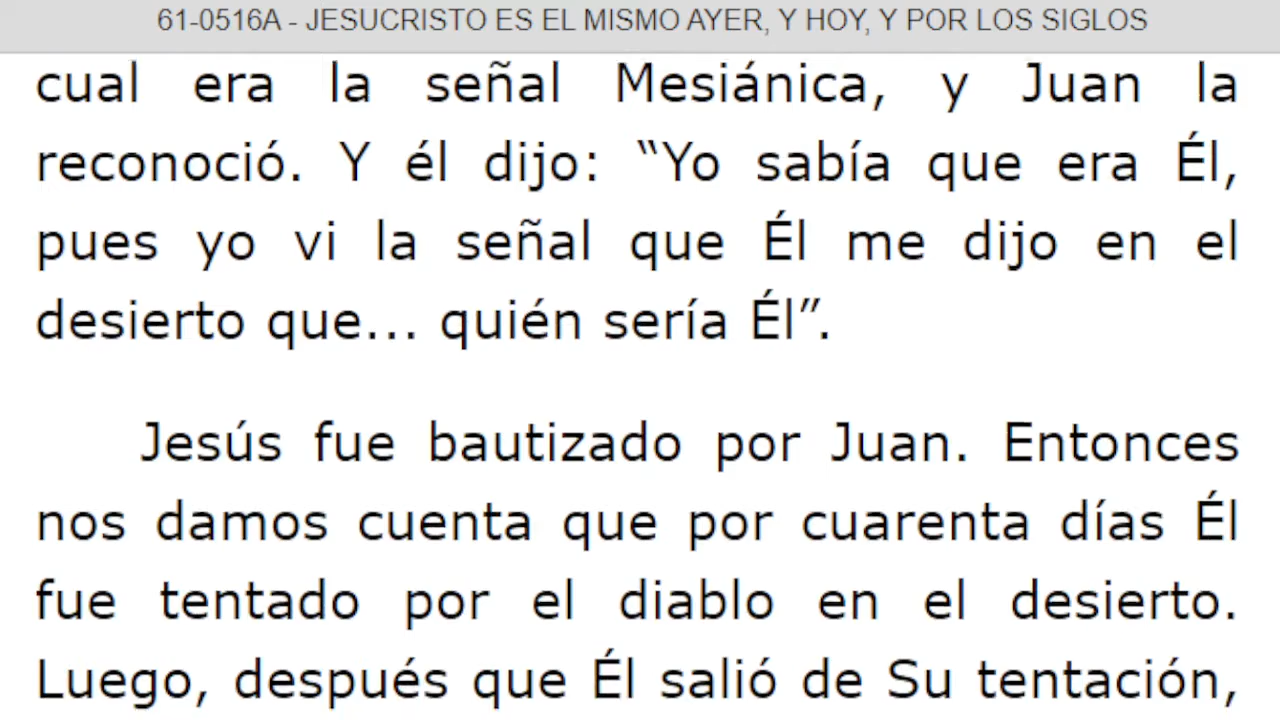 61-0516A - JESUCRISTO ES EL MISMO AYER, Y HOY, Y POR LOS SIGLOS
cual era la señal Mesiánica, y Juan la
reconoció. Y él dijo: “Yo sabía que era Él,
pues yo vi la señal que Él me dijo en el
desierto que... quién sería Él”.
Jesús fue bautizado por Juan. Entonces
nos damos cuenta que por cuarenta días Él
fue tentado por el diablo en el desierto.
Luego, después que Él salió de Su tentación,